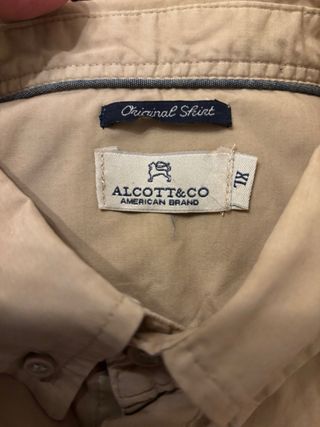 Original Shirt
ALCOTT&CO
AMERICAN BRAND
XL